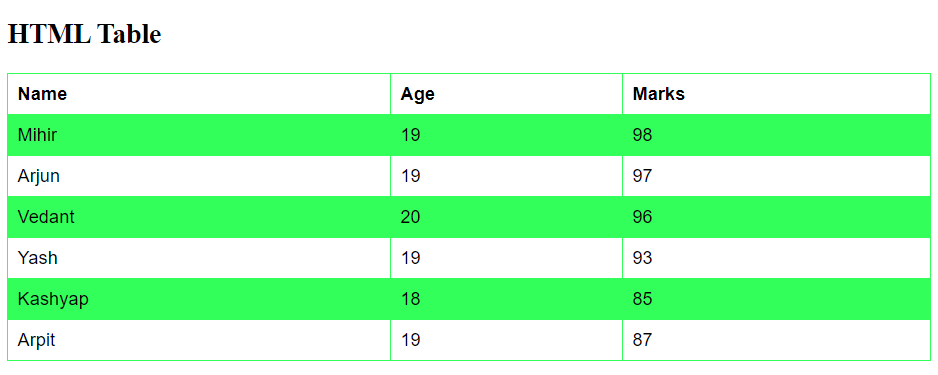 HTML Table
Name Age Marks
Mihir 19 98
Arjun 19 97
Vedant 20 96
Yash 19 93
Kashyap 18 85
Arpit 19 87